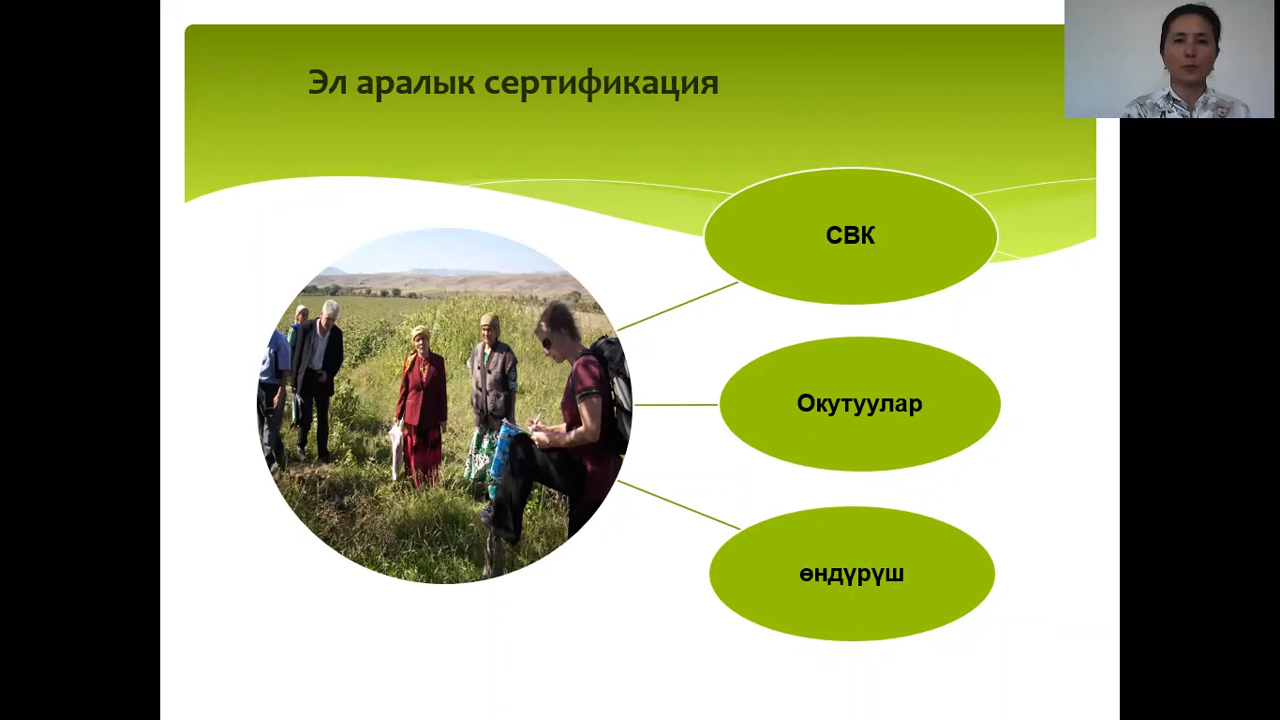 Эл аралык сертификация
СВК
Окутуулар
өндүрүш